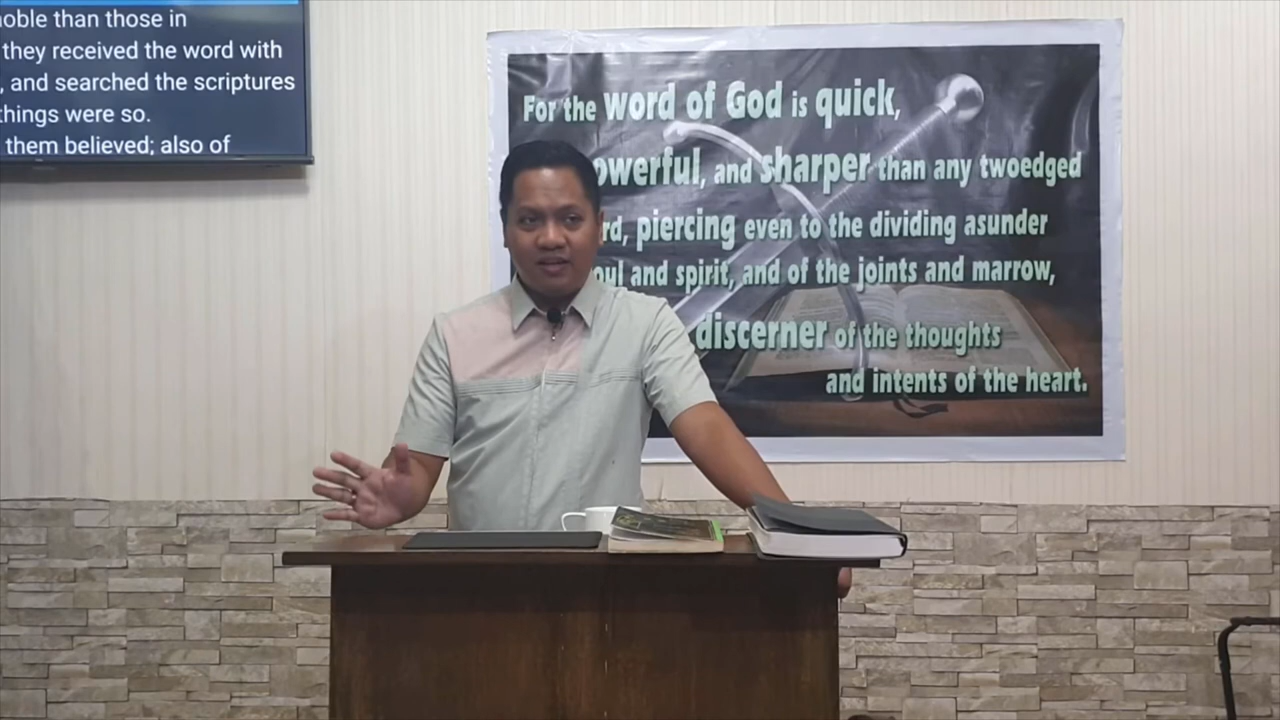 noble than those in
they received the word with
, and searched the scriptures
things were so.
them believed; also of
For the word of God is quick,
owerful, and sharper than any twoedged
rd, piercing even to the dividing asunder
oul and spirit, and of the joints and marrow,
discerner of the thoughts
and intents of the heart.